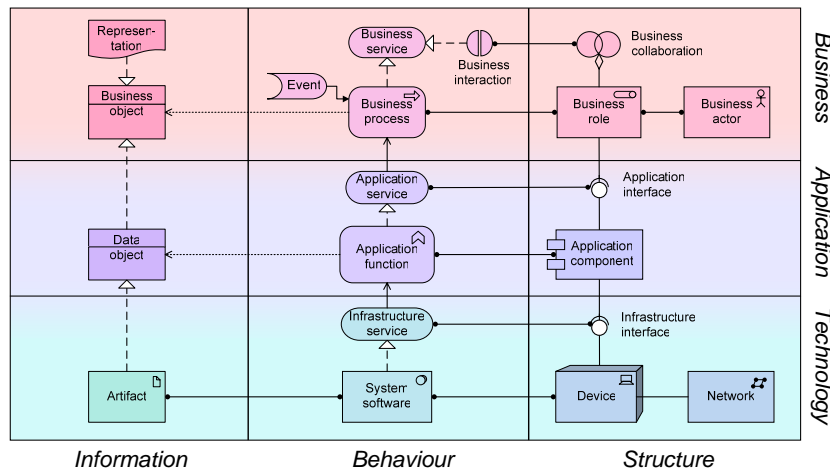 Represen-
tation
Business
object
Business
service
Business
interaction
Business
collaboration
Event
Business
process
Business
role
Business
actor
Business
Application
service
Application
interface
Data
object
Application
function
Application
component
Application
Infrastructure
service
Infrastructure
interface
Artifact
System
software
Device
Network
Technology
Information
Behaviour
Structure